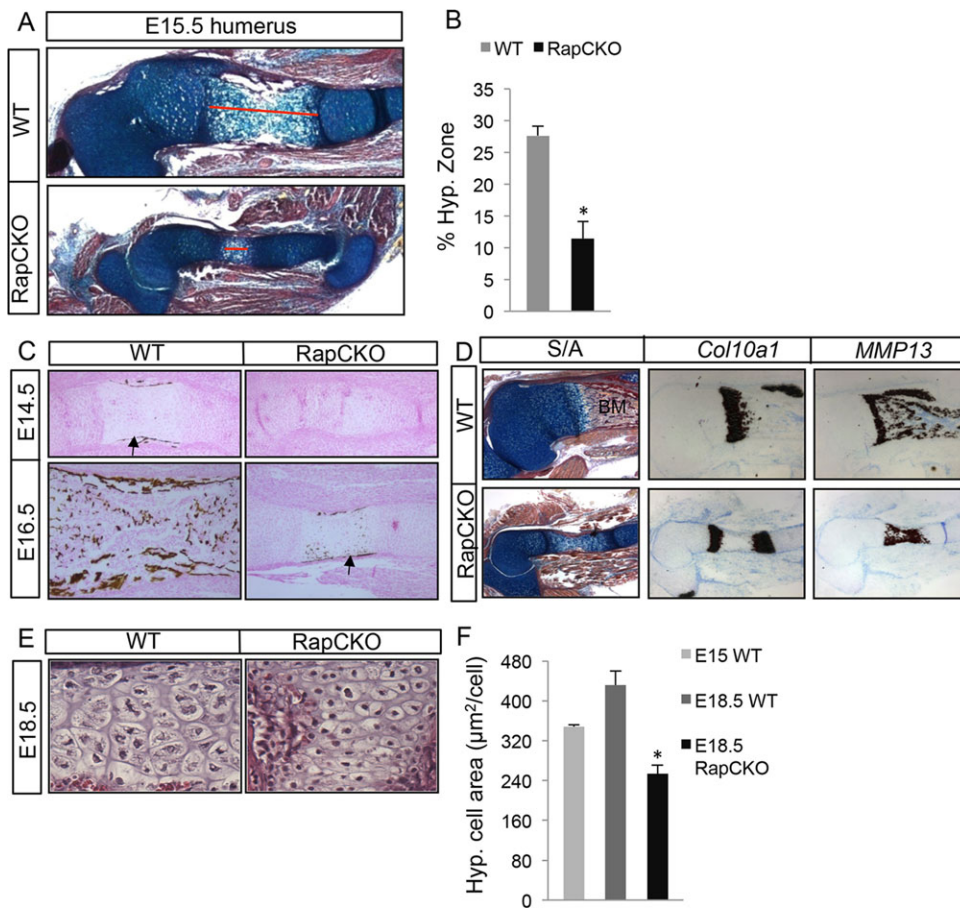 A
E15.5 humerus
WT
RapCKO
B
WT RapCKO
% Hyp. Zone
35
30
25
20
15
10
5
0
*
C
WT RapCKO
E14.5
E16.5
D
S/A Col10a1 MMP13
WT
BM
RapCKO
E
WT RapCKO
E18.5
F
Hyp. cell area (µm²/cell)
480
400
320
240
160
80
0
*
E15 WT
E18.5 WT
E18.5
RapCKO